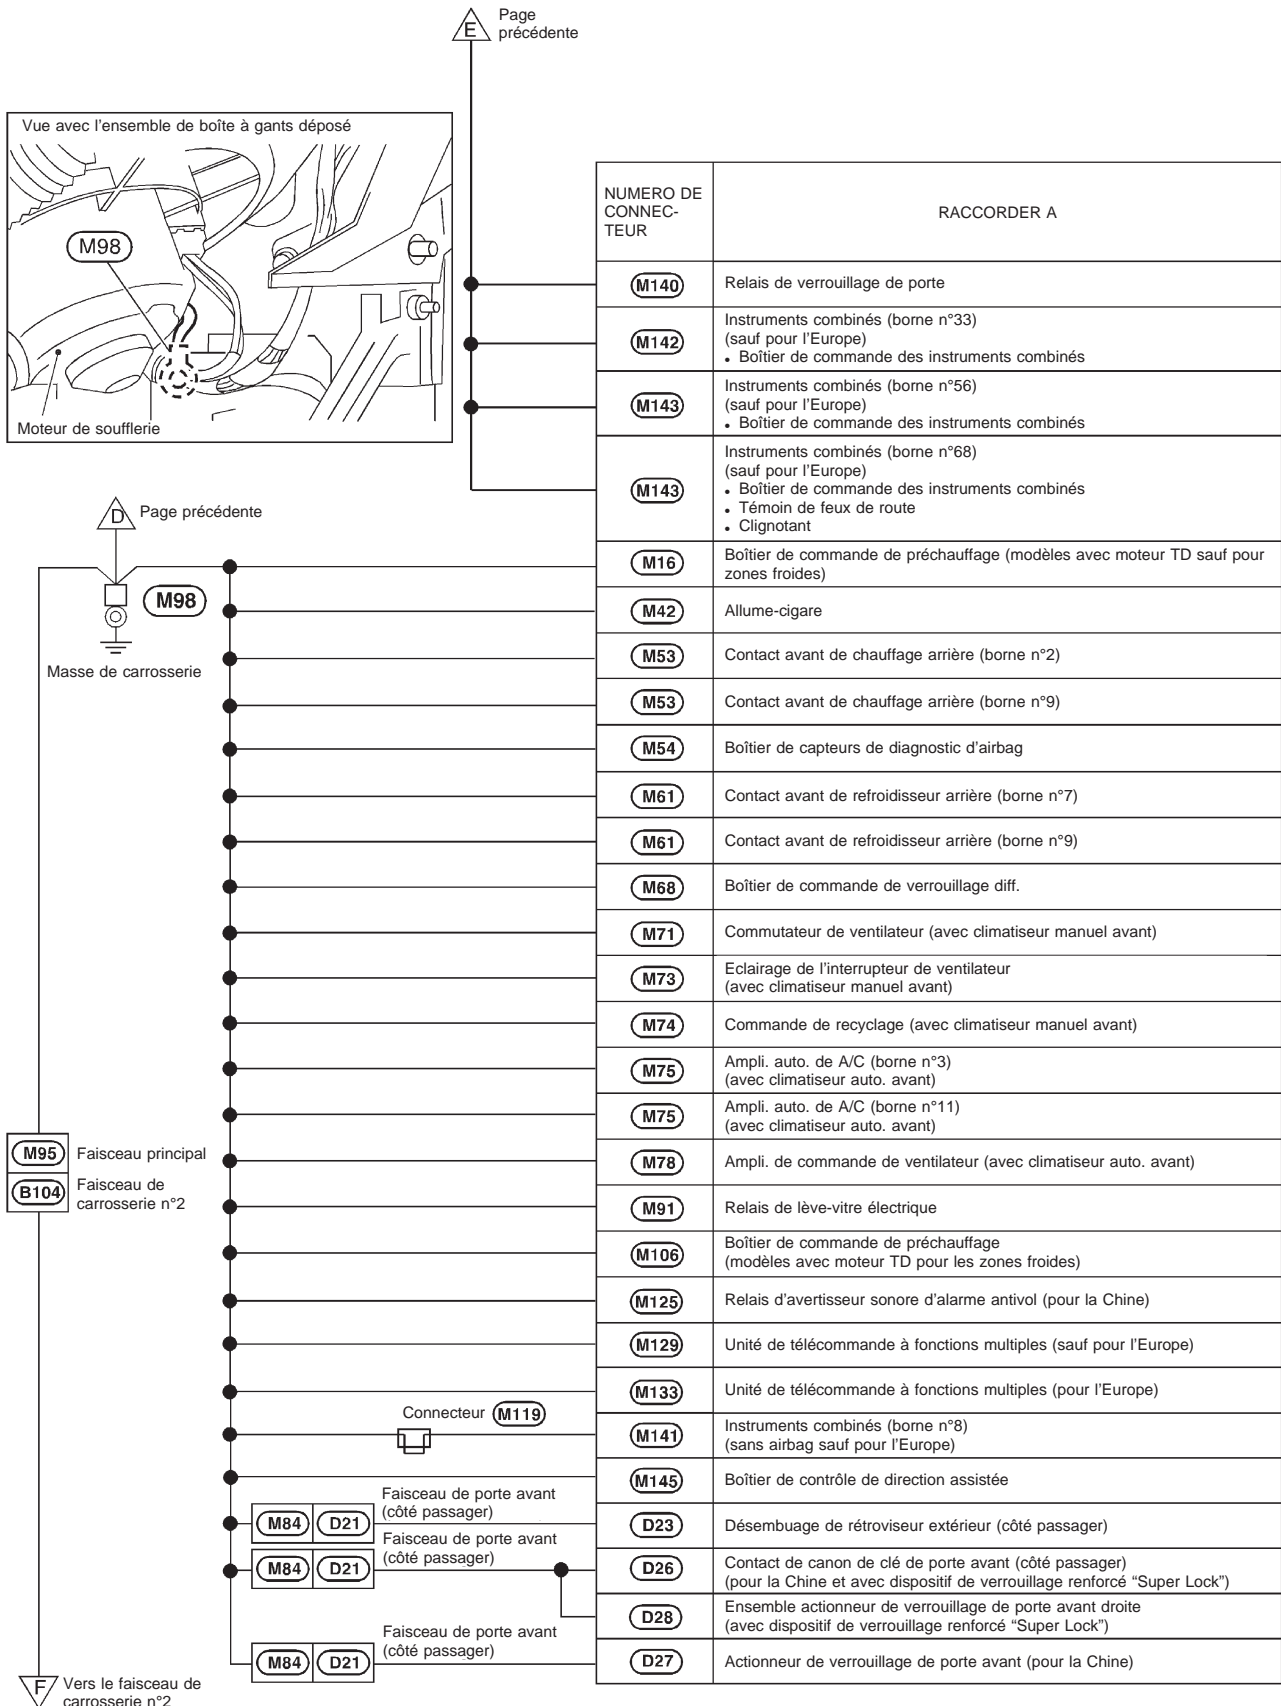 E
Page
précédente
Vue avec l'ensemble de boîte à gants déposé
M98
Moteur de soufflerie
NUMERO DE
CONNEC-
TEUR
RACCORDER A
M140
Relais de verrouillage de porte
M142
Instruments combinés (borne n°33)
(sauf pour l'Europe)
• Boîtier de commande des instruments combinés
M143
Instruments combinés (borne n°56)
(sauf pour l'Europe)
• Boîtier de commande des instruments combinés
M143
Instruments combinés (borne n°68)
(sauf pour l'Europe)
• Boîtier de commande des instruments combinés
• Témoin de feux de route
• Clignotant
D
Page précédente
M98
Masse de carrosserie
M16
Boîtier de commande de préchauffage (modèles avec moteur TD sauf pour
zones froides)
M42
Allume-cigare
M53
Contact avant de chauffage arrière (borne n°2)
M53
Contact avant de chauffage arrière (borne n°9)
M54
Boîtier de capteurs de diagnostic d'airbag
M61
Contact avant de refroidisseur arrière (borne n°7)
M61
Contact avant de refroidisseur arrière (borne n°9)
M68
Boîtier de commande de verrouillage diff.
M71
Commutateur de ventilateur (avec climatiseur manuel avant)
M73
Eclairage de l'interrupteur de ventilateur
(avec climatiseur manuel avant)
M74
Commande de recyclage (avec climatiseur manuel avant)
M75
Ampli. auto. de A/C (borne n°3)
(avec climatiseur auto. avant)
M75
Ampli. auto. de A/C (borne n°11)
(avec climatiseur auto. avant)
M95
Faisceau principal
B104
Faisceau de
carrosserie n°2
M78
Ampli. de commande de ventilateur (avec climatiseur auto. avant)
M91
Relais de lève-vitre électrique
M106
Boîtier de commande de préchauffage
(modèles avec moteur TD pour les zones froides)
M125
Relais d'avertisseur sonore d'alarme antivol (pour la Chine)
M129
Unité de télécommande à fonctions multiples (sauf pour l'Europe)
M133
Unité de télécommande à fonctions multiples (pour l'Europe)
Connecteur M119
M141
Instruments combinés (borne n°8)
(sans airbag sauf pour l'Europe)
M145
Boîtier de contrôle de direction assistée
Faisceau de porte avant
(côté passager)
M84 D21
D23
Désembuage de rétroviseur extérieur (côté passager)
Faisceau de porte avant
(côté passager)
M84 D21
D26
Contact de canon de clé de porte avant (côté passager)
(pour la Chine et avec dispositif de verrouillage renforcé “Super Lock”)
D28
Ensemble actionneur de verrouillage de porte avant droite
(avec dispositif de verrouillage renforcé “Super Lock”)
Faisceau de porte avant
(côté passager)
M84 D21
D27
Actionneur de verrouillage de porte avant (pour la Chine)
F
Vers le faisceau de
carrosserie n°2